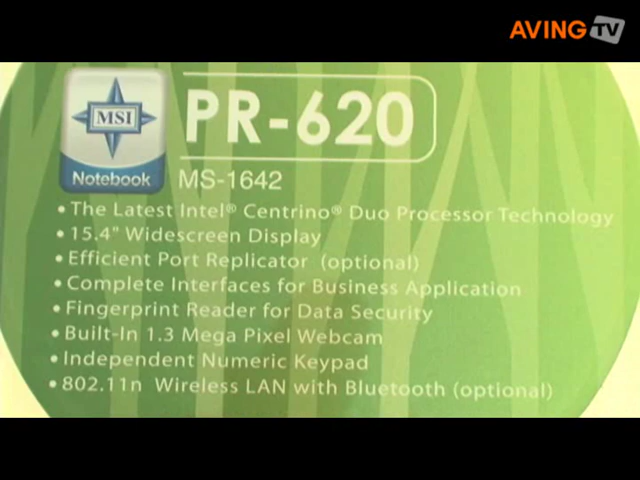 AVING TV
PR-620
MSI
Notebook
MS-1642
• The Latest Intel® Centrino® Duo Processor Technology
• 15.4" Widescreen Display
• Efficient Port Replicator (optional)
• Complete Interfaces for Business Application
• Fingerprint Reader for Data Security
• Built-In 1.3 Mega Pixel Webcam
• Independent Numeric Keypad
• 802.11n Wireless LAN with Bluetooth (optional)